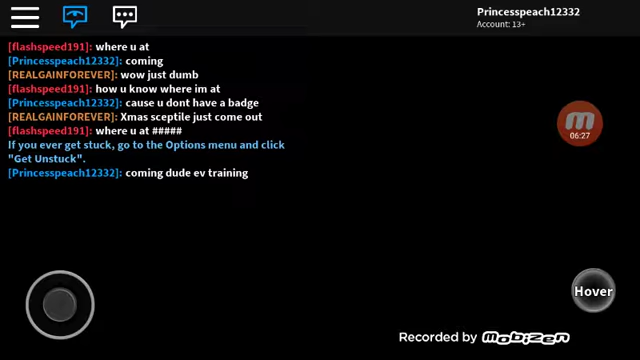 Princesspeach12332
Account: 13+
[flashspeed191]: where u at
[Princesspeach12332]: coming
[REALGAINFOREVER]: wow just dumb
[flashspeed191]: how u know where im at
[Princesspeach12332]: cause u dont have a badge
[REALGAINFOREVER]: Xmas sceptile just come out
[flashspeed191]: where u at #####
If you ever get stuck, go to the Options menu and click
"Get Unstuck".
[Princesspeach12332]: coming dude ev training
06:27
Hover
Recorded by mobizen